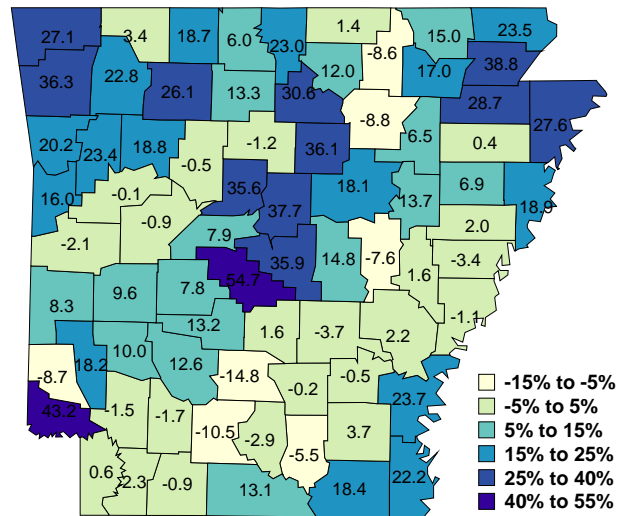 27.1 3.4 18.7 6.0 23.0 1.4 -8.6 15.0 23.5
36.3 22.8 26.1 13.3 30.6 12.0 17.0 38.8
-8.8 28.7 27.6
20.2 23.4 18.8 -0.5 -1.2 36.1 6.5 0.4
16.0 -0.1 35.6 37.7 18.1 13.7 6.9 18.9
-2.1 -0.9 7.9 35.9 14.8 -7.6 2.0
8.3 9.6 7.8 54.7 1.6 -3.4
13.2 1.6 -3.7 2.2 -1.1
-8.7 18.2 10.0 12.6 -14.8 -0.2 -0.5 23.7
43.2 -1.5 -1.7 -10.5 -2.9 -5.5 3.7
0.6 -2.3 -0.9 13.1 18.4 22.2
-15% to -5%
-5% to 5%
5% to 15%
15% to 25%
25% to 40%
40% to 55%